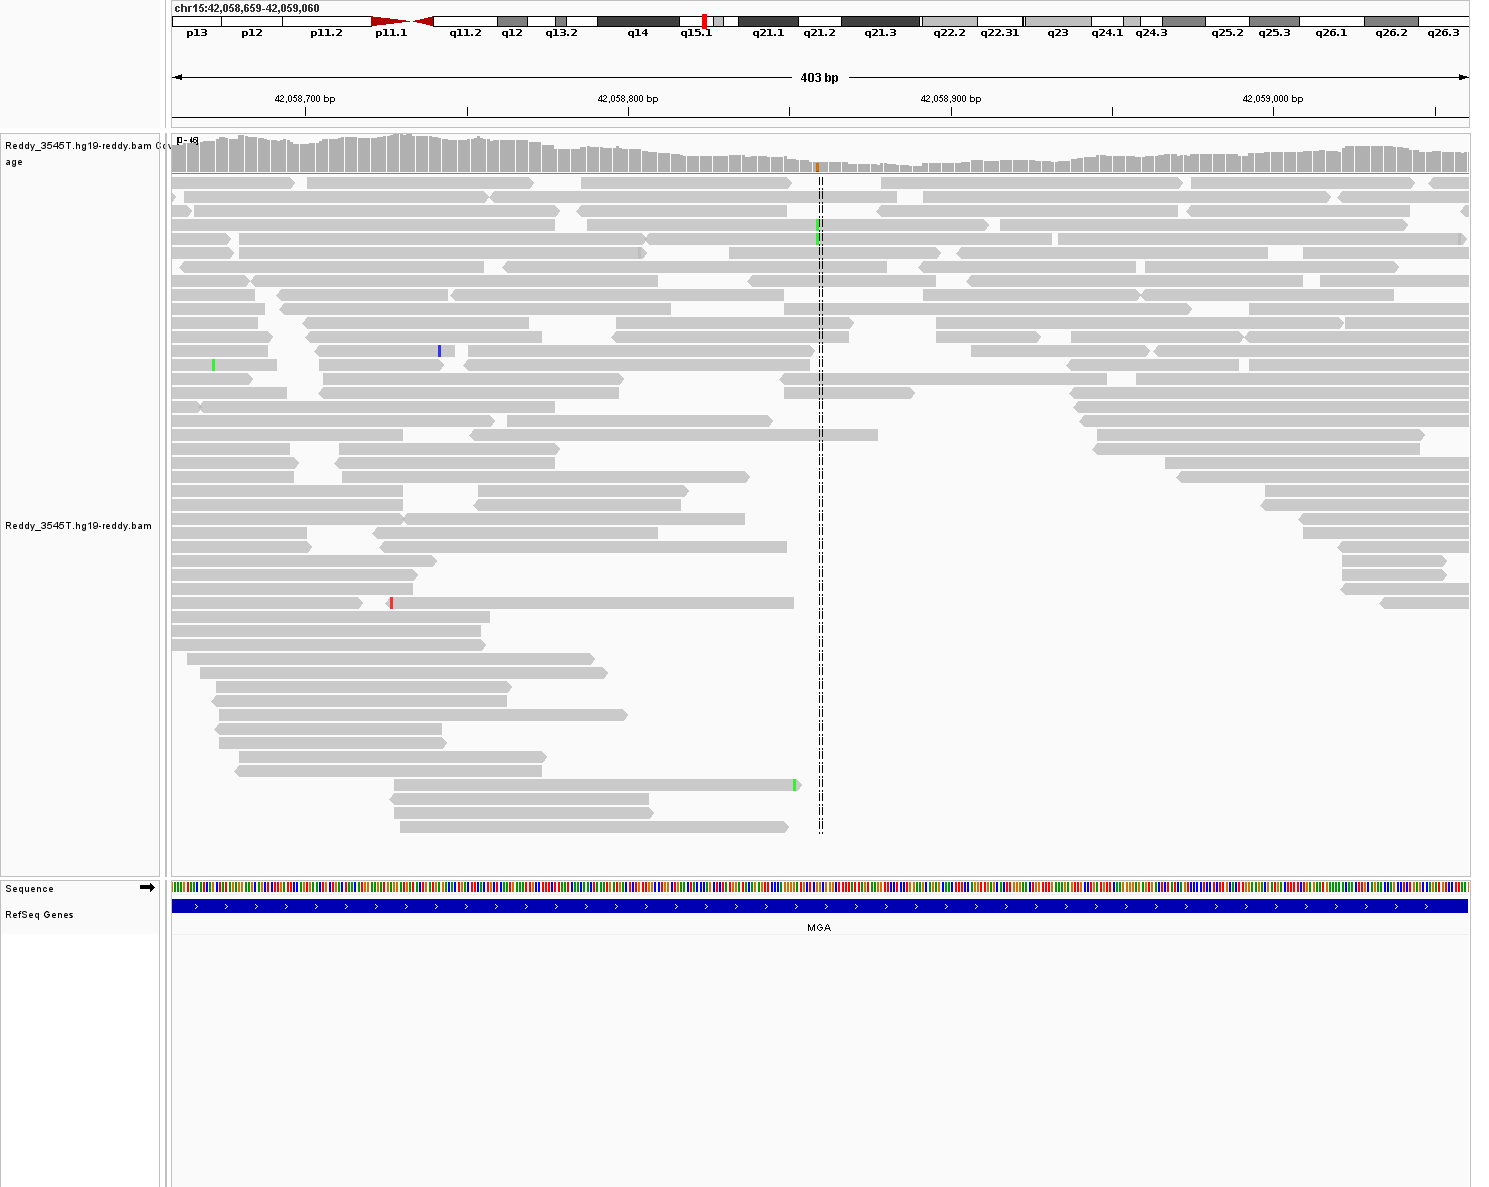 chr15:42,058,659-42,059,060
p13 p12 p11.2 p11.1 q11.2 q12 q13.2 q14 q15.1 q21.1 q21.2 q21.3 q22.2 q22.31 q23 q24.1 q24.3 q25.2 q25.3 q26.1 q26.2 q26.3
403 bp
42,058,700 bp 42,058,800 bp 42,058,900 bp 42,059,000 bp
Reddy_3545T.hg19-reddy.bam Cov
age
Reddy_3545T.hg19-reddy.bam
Sequence
RefSeq Genes
MGA